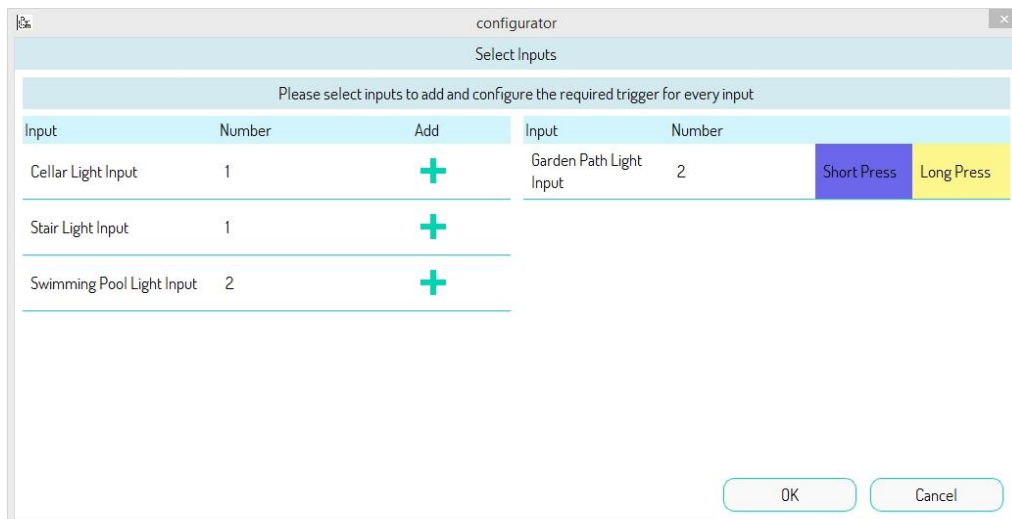 configurator
Select Inputs
Please select inputs to add and configure the required trigger for every input
Input Number Add
Cellar Light Input 1
Stair Light Input 1
Swimming Pool Light Input 2
Input Number
Garden Path Light
Input
2 Short Press Long Press
OK Cancel